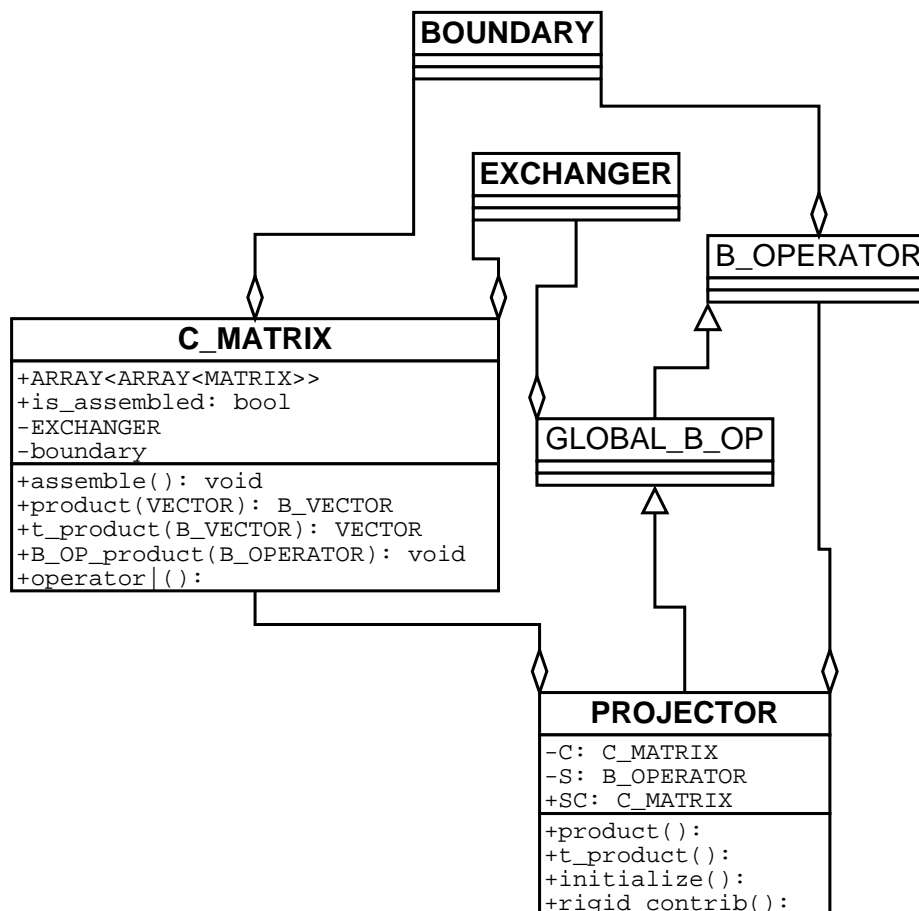 BOUNDARY
EXCHANGER
B_OPERATOR
C_MATRIX
+ARRAY<ARRAY<MATRIX>>
+is_assembled: bool
-EXCHANGER
-boundary
+assemble(): void
+product(VECTOR): B_VECTOR
+t_product(B_VECTOR): VECTOR
+B_OP_product(B_OPERATOR): void
+operator|():
GLOBAL_B_OP
PROJECTOR
-C: C_MATRIX
-S: B_OPERATOR
+SC: C_MATRIX
+product():
+t_product():
+initialize():
+rigid_contrib():